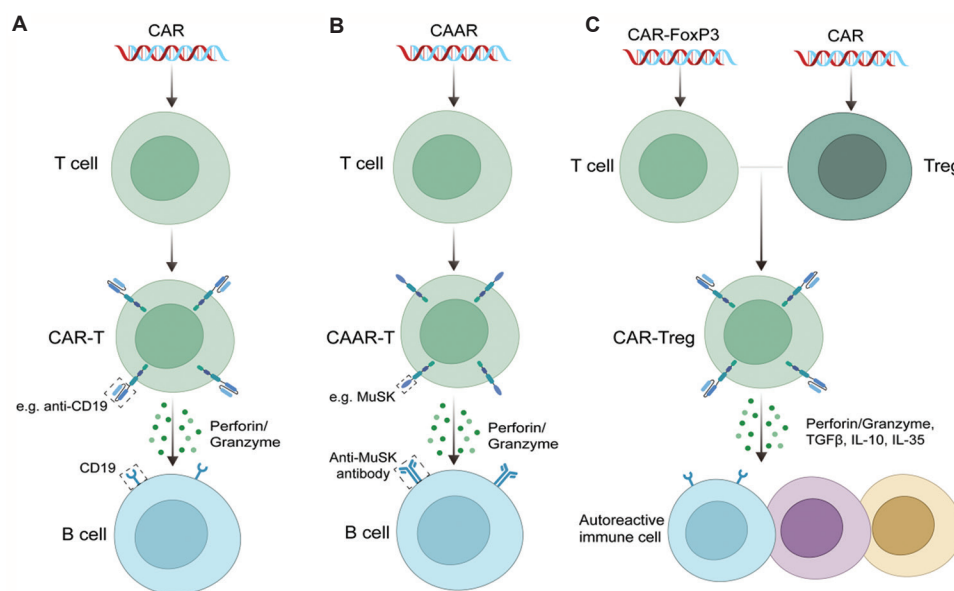 A
CAR
T cell
CAR-T
e.g. anti-CD19
Perforin/
Granzyme
CD19
B cell
B
CAAR
T cell
CAAR-T
e.g. MuSK
Perforin/
Granzyme
Anti-MuSK
antibody
B cell
C
CAR-FoxP3
CAR
T cell
Treg
CAR-Treg
Perforin/Granzyme,
TGFβ, IL-10, IL-35
Autoreactive
immune cell